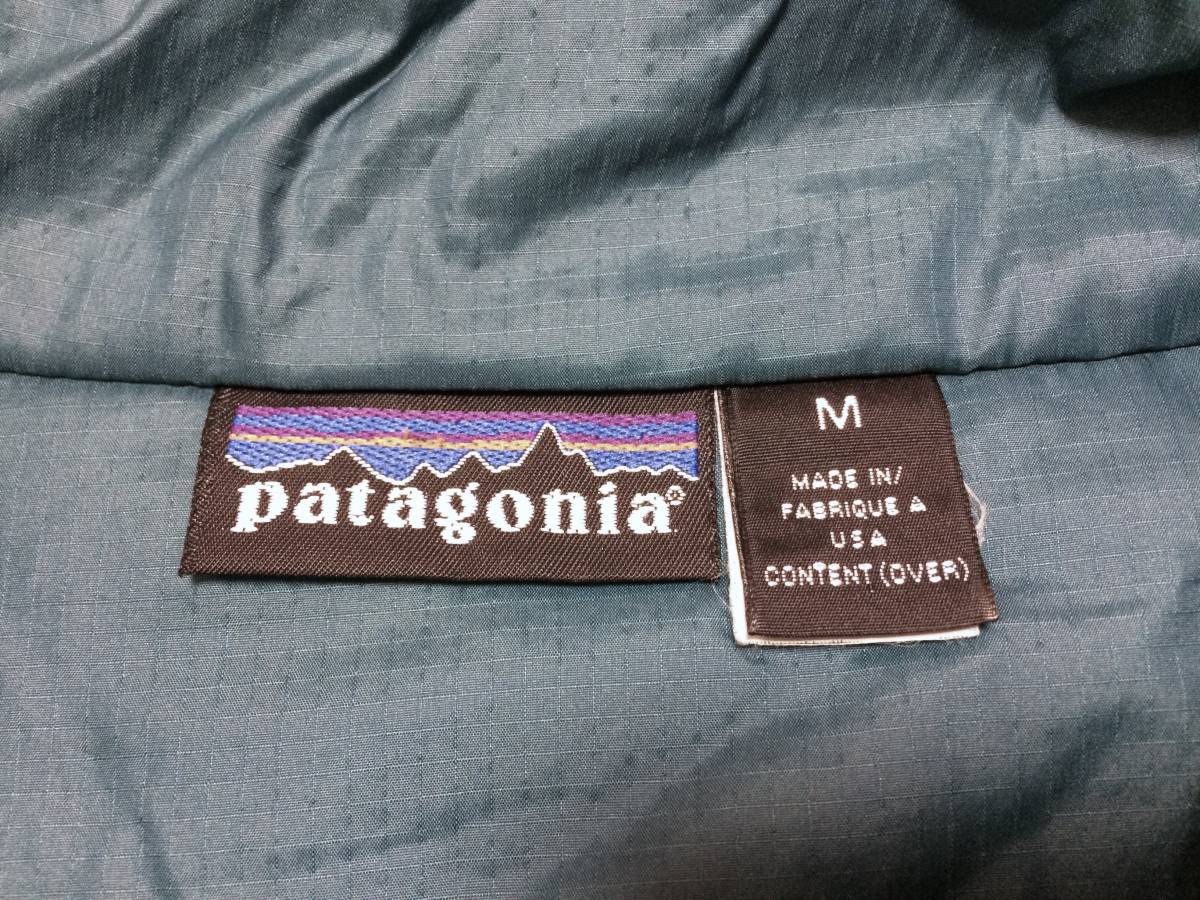 patagonia®
M
MADE IN/
FABRIQUE A
USA
CONTENT (OVER)